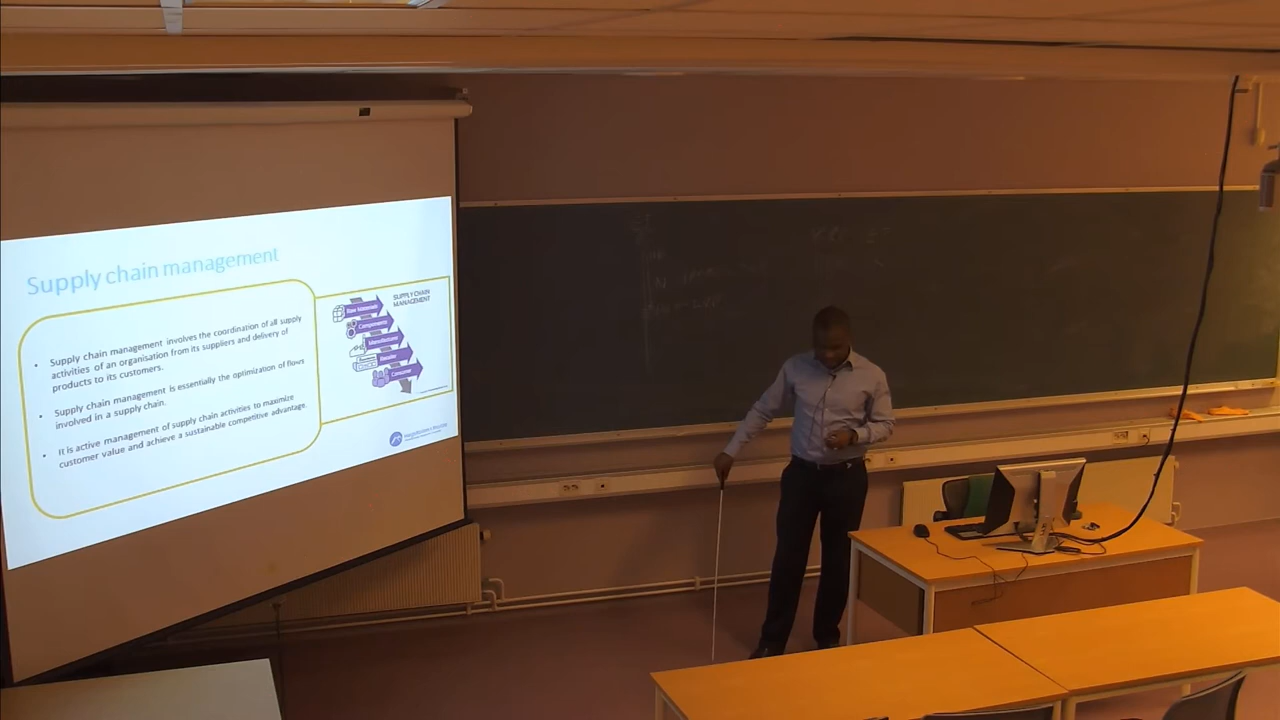 Supply chain management
• Supply chain management involves the coordination of all supply
activities of an organisation from its suppliers and delivery of
products to its customers.
• Supply chain management is essentially the optimization of flows
involved in a supply chain.
• It is active management of supply chain activities to maximize
customer value and achieve a sustainable competitive advantage.
SUPPLY CHAIN
MANAGEMENT
Raw Materials
Components
Manufacturer
Consumer